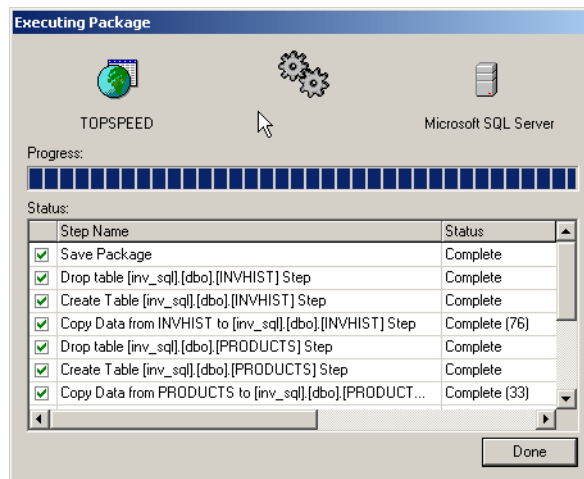 Executing Package
TOPSPEED
Microsoft SQL Server
Progress:
Status:
Step Name Status
Save Package Complete
Drop table [inv_sql].[dbo].[INVHIST] Step Complete
Create Table [inv_sql].[dbo].[INVHIST] Step Complete
Copy Data from INVHIST to [inv_sql].[dbo].[INVHIST] Step Complete (76)
Drop table [inv_sql].[dbo].[PRODUCTS] Step Complete
Create Table [inv_sql].[dbo].[PRODUCTS] Step Complete
Copy Data from PRODUCTS to [inv_sql].[dbo].[PRODUCT... Complete (33)
Done